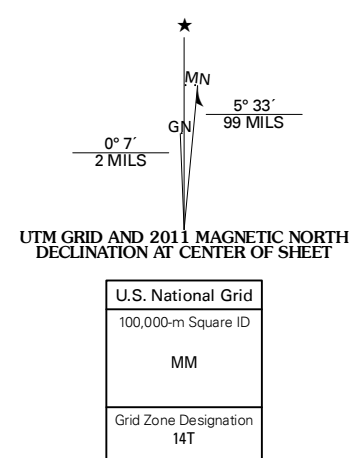 ★
MN
5° 33´
99 MILS
GN
0° 7´
2 MILS
UTM GRID AND 2011 MAGNETIC NORTH
DECLINATION AT CENTER OF SHEET
U.S. National Grid
100,000-m Square ID
MM
Grid Zone Designation
14T